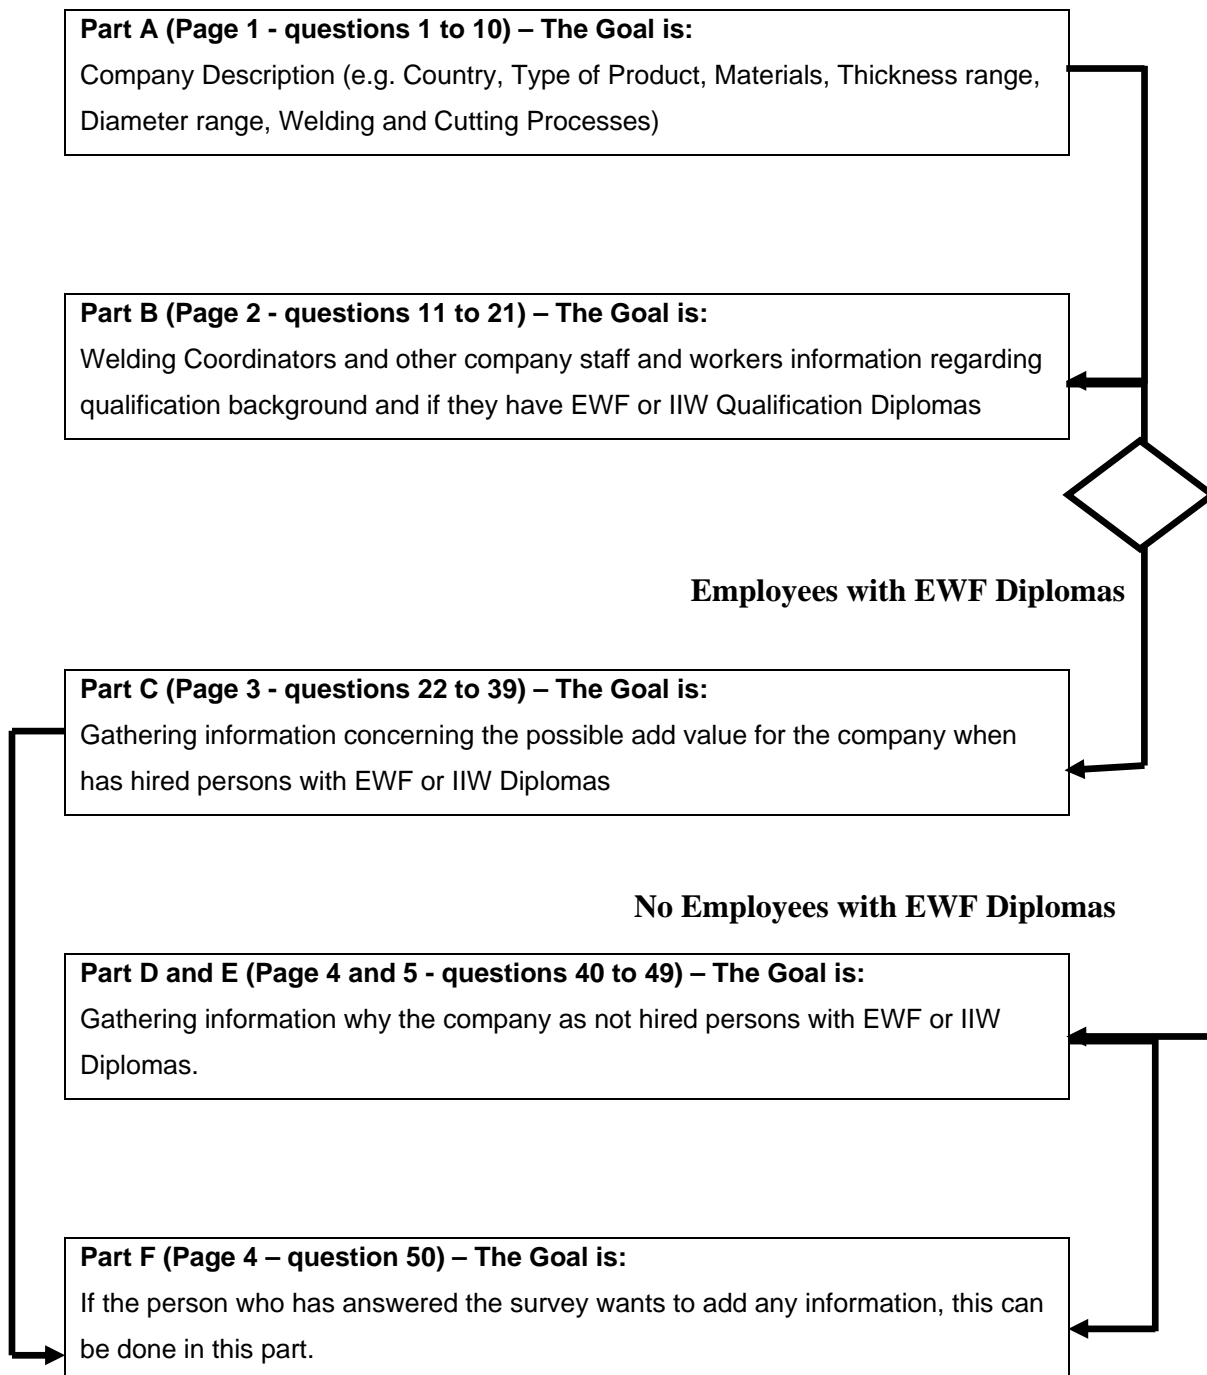 Part A (Page 1 - questions 1 to 10) – The Goal is:
Company Description (e.g. Country, Type of Product, Materials, Thickness range,
Diameter range, Welding and Cutting Processes)
Part B (Page 2 - questions 11 to 21) – The Goal is:
Welding Coordinators and other company staff and workers information regarding
qualification background and if they have EWF or IIW Qualification Diplomas
Employees with EWF Diplomas
Part C (Page 3 - questions 22 to 39) – The Goal is:
Gathering information concerning the possible add value for the company when
has hired persons with EWF or IIW Diplomas
No Employees with EWF Diplomas
Part D and E (Page 4 and 5 - questions 40 to 49) – The Goal is:
Gathering information why the company as not hired persons with EWF or IIW
Diplomas.
Part F (Page 4 – question 50) – The Goal is:
If the person who has answered the survey wants to add any information, this can
be done in this part.